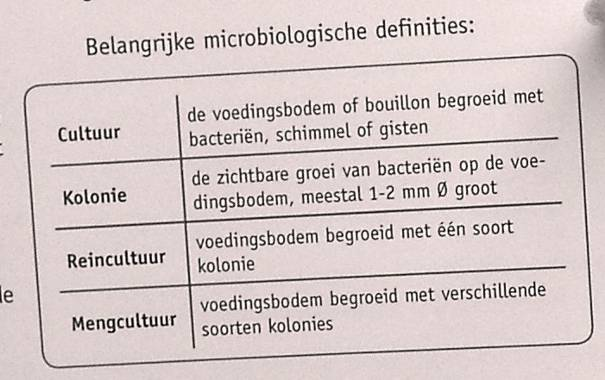 Belangrijke microbiologische definities:
Cultuur
de voedingsbodem of bouillon begroeid met
bacteriën, schimmel of gisten
Kolonie
de zichtbare groei van bacteriën op de voe-
dingsbodem, meestal 1-2 mm Ø groot
Reincultuur
voedingsbodem begroeid met één soort
kolonie
Mengcultuur
voedingsbodem begroeid met verschillende
soorten kolonies